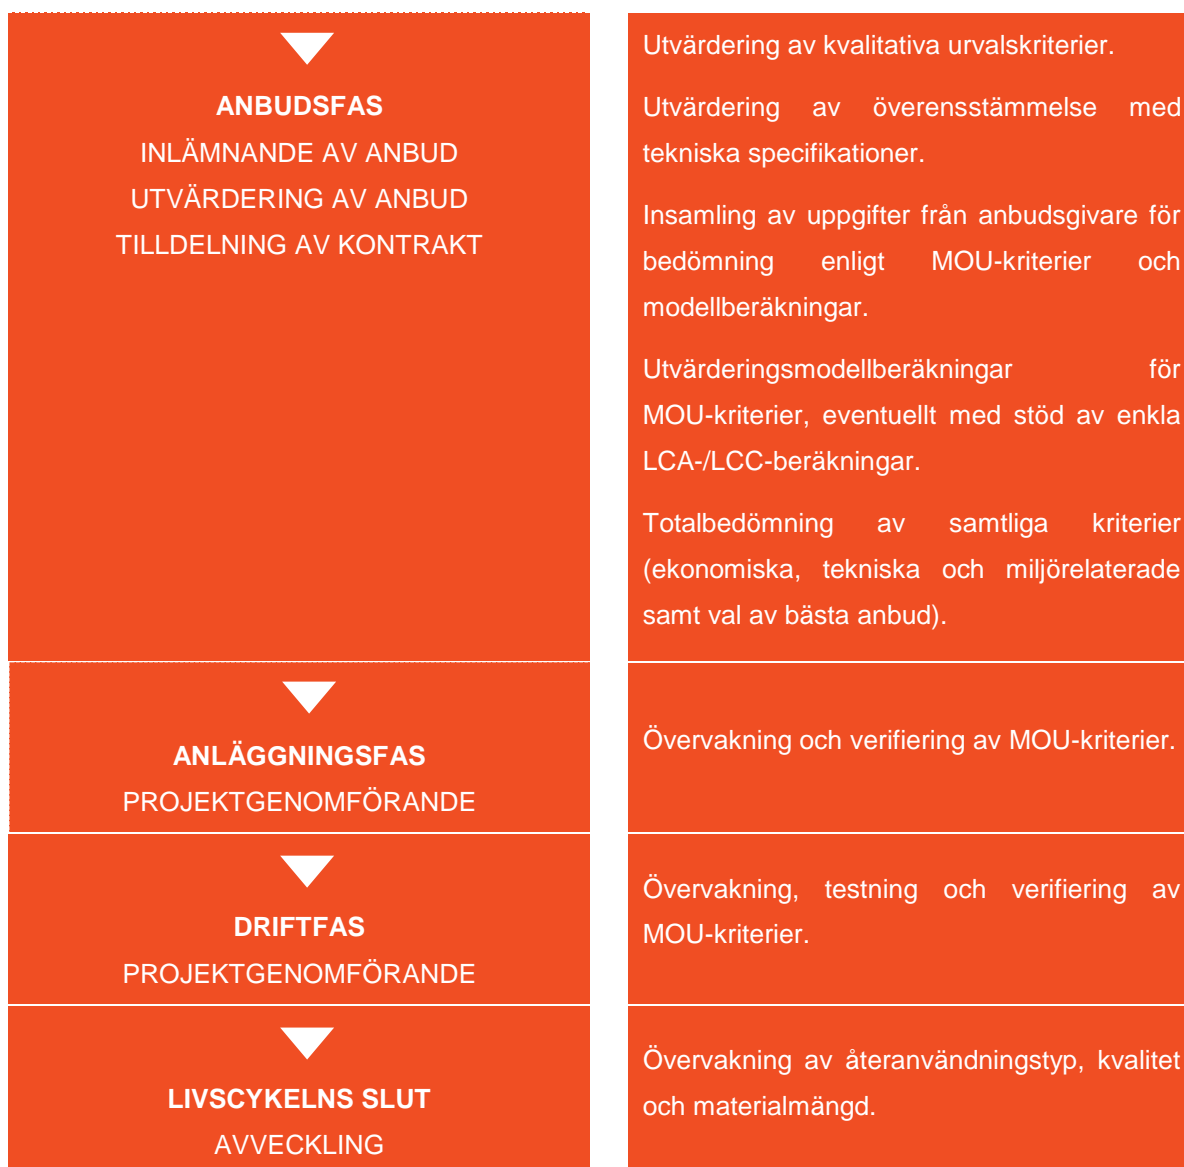 ANBUDSFAS
INLÄMNANDE AV ANBUD
UTVÄRDERING AV ANBUD
TILLDELNING AV KONTRAKT
Utvärdering av kvalitativa urvalskriterier.
Utvärdering av överensstämmelse med
tekniska specifikationer.
Insamling av uppgifter från anbudsgivare för
bedömning enligt MOU-kriterier och
modellberäkningar.
Utvärderingsmodellberäkningar för
MOU-kriterier, eventuellt med stöd av enkla
LCA-/LCC-beräkningar.
Totalbedömning av samtliga kriterier
(ekonomiska, tekniska och miljörelaterade
samt val av bästa anbud).
ANLÄGGNINGSFAS
PROJEKTGENOMFÖRANDE
Övervakning och verifiering av MOU-kriterier.
DRIFTFAS
PROJEKTGENOMFÖRANDE
Övervakning, testning och verifiering av
MOU-kriterier.
LIVSCYKELNS SLUT
AVVECKLING
Övervakning av återanvändningstyp, kvalitet
och materialmängd.